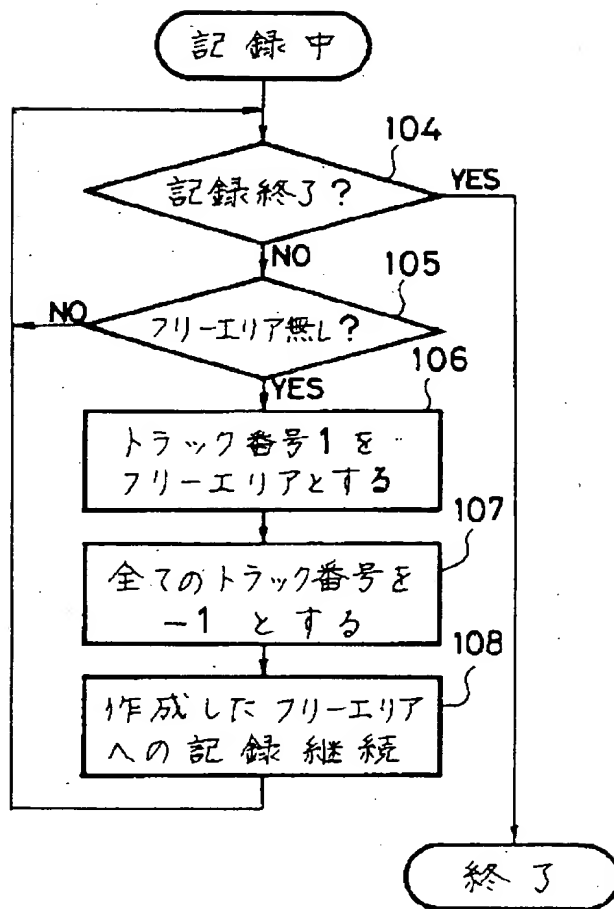 記録中
104
記録終了?
YES
NO
105
NO
フリーエリア無し?
YES
106
トラック番号1を
フリーエリアとする
107
全てのトラック番号を
-1とする
108
作成したフリーエリア
への記録継続
終了